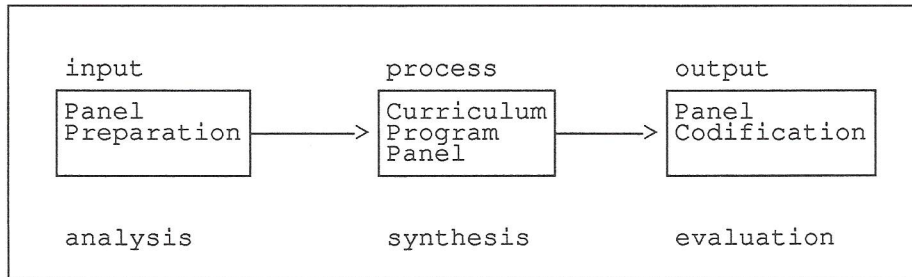 input process output
Panel Curriculum Panel
Preparation Program Codification
Panel
analysis synthesis evaluation